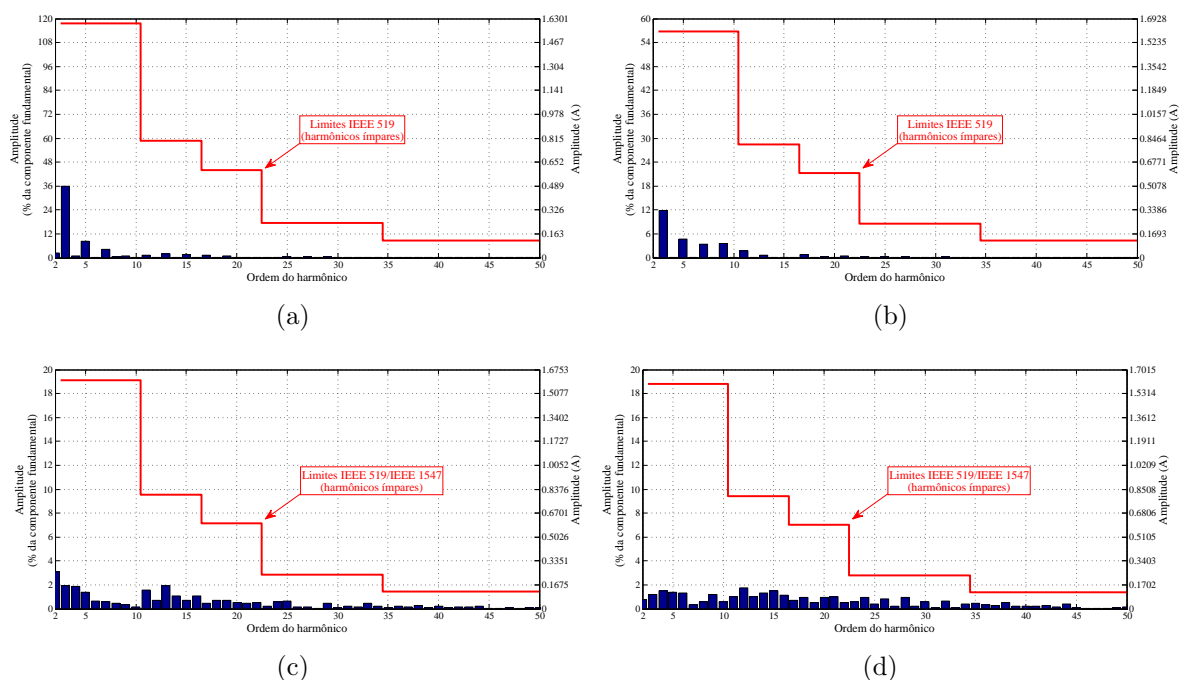 120
108
96
84
72
60
48
36
24
12
0
Amplitude
(% da componente fundamental)
1.6301
1.467
1.304
1.141
0.978
0.815
0.652
0.489
0.326
0.163
0
Amplitude (A)
Limites IEEE 519
(harmônicos ímpares)
2 5 10 15 20 25 30 35 40 45 50
Ordem do harmônico
(a)
60
54
48
42
36
30
24
18
12
6
0
Amplitude
(% da componente fundamental)
1.6928
1.5235
1.3542
1.1849
1.0157
0.8464
0.6771
0.5078
0.3386
0.1693
0
Amplitude (A)
Limites IEEE 519
(harmônicos ímpares)
2 5 10 15 20 25 30 35 40 45 50
Ordem do harmônico
(b)
20
18
16
14
12
10
8
6
4
2
0
Amplitude
(% da componente fundamental)
1.6753
1.5077
1.3402
1.1727
1.0052
0.8376
0.6701
0.5026
0.3351
0.1675
0
Amplitude (A)
Limites IEEE 519/IEEE 1547
(harmônicos ímpares)
2 5 10 15 20 25 30 35 40 45 50
Ordem do harmônico
(c)
20
18
16
14
12
10
8
6
4
2
0
Amplitude
(% da componente fundamental)
1.7015
1.5314
1.3612
1.1911
1.0209
0.8508
0.6806
0.5105
0.3403
0.1702
0
Amplitude (A)
Limites IEEE 519/IEEE 1547
(harmônicos ímpares)
2 5 10 15 20 25 30 35 40 45 50
Ordem do harmônico
(d)